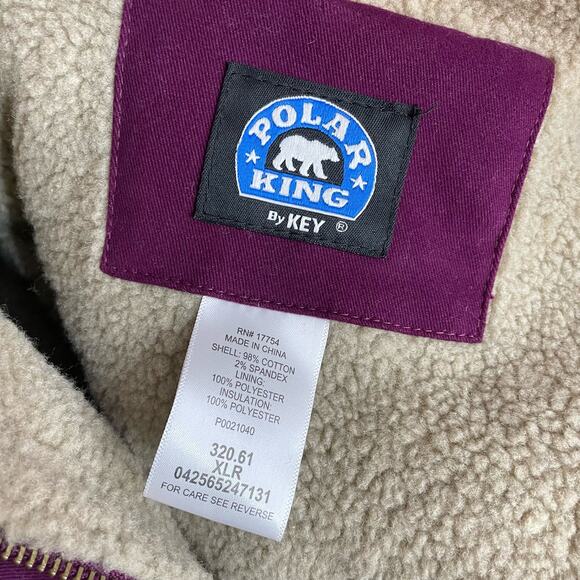 POLAR
KING
By KEY ®
RN# 17754
MADE IN CHINA
SHELL: 98% COTTON
2% SPANDEX
LINING:
100% POLYESTER
INSULATION:
100% POLYESTER
P0021040
320.61
XLR
042565247131
FOR CARE SEE REVERSE